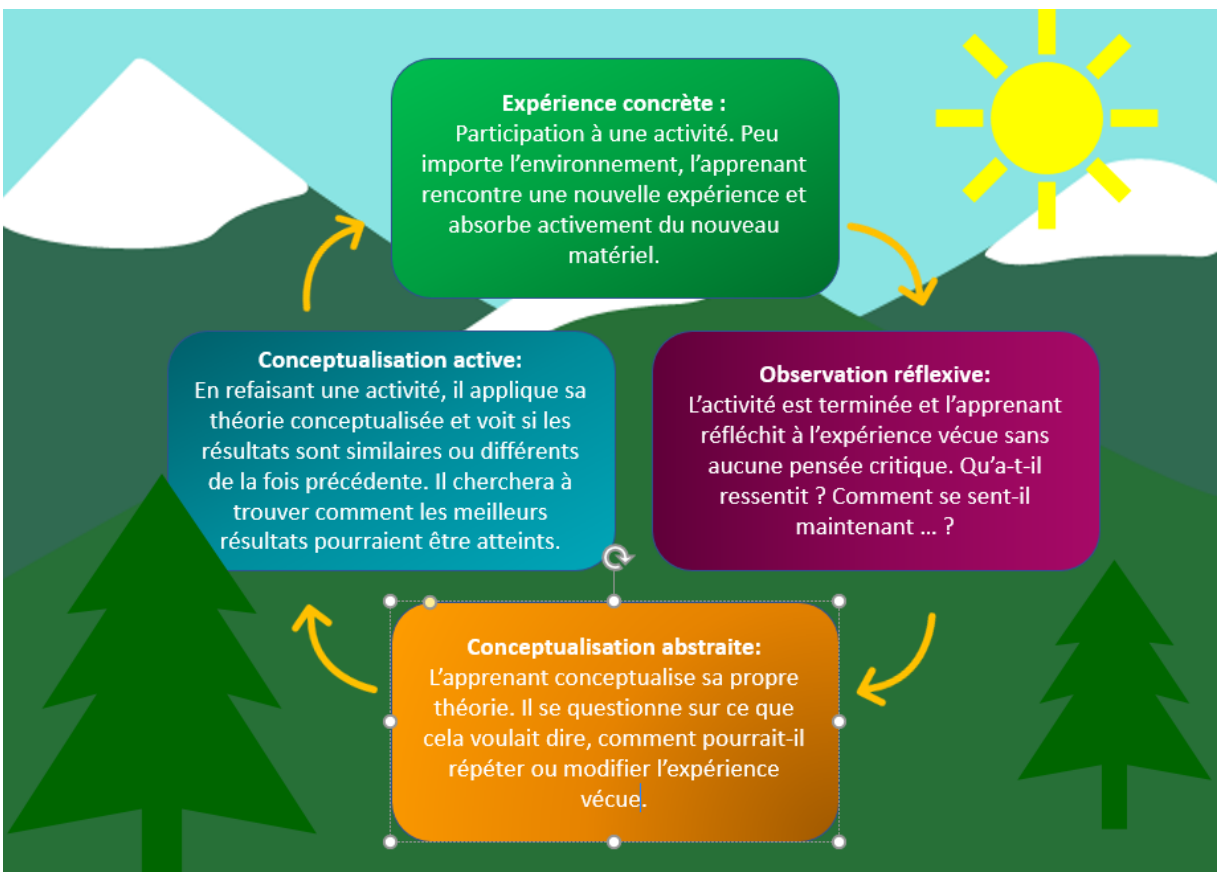 Expérience concrète :
Participation à une activité. Peu
importe l’environnement, l’apprenant
rencontre une nouvelle expérience et
absorbe activement du nouveau
matériel.
Observation réflexive:
L’activité est terminée et l’apprenant
réfléchit à l’expérience vécue sans
aucune pensée critique. Qu’a-t-il
ressentit ? Comment se sent-il
maintenant ... ?
Conceptualisation abstraite:
L’apprenant conceptualise sa propre
théorie. Il se questionne sur ce que
cela voulait dire, comment pourrait-il
répéter ou modifier l’expérience
vécue.
Conceptualisation active:
En refaisant une activité, il applique sa
théorie conceptualisée et voit si les
résultats sont similaires ou différents
de la fois précédente. Il cherchera à
trouver comment les meilleurs
résultats pourraient être atteints.